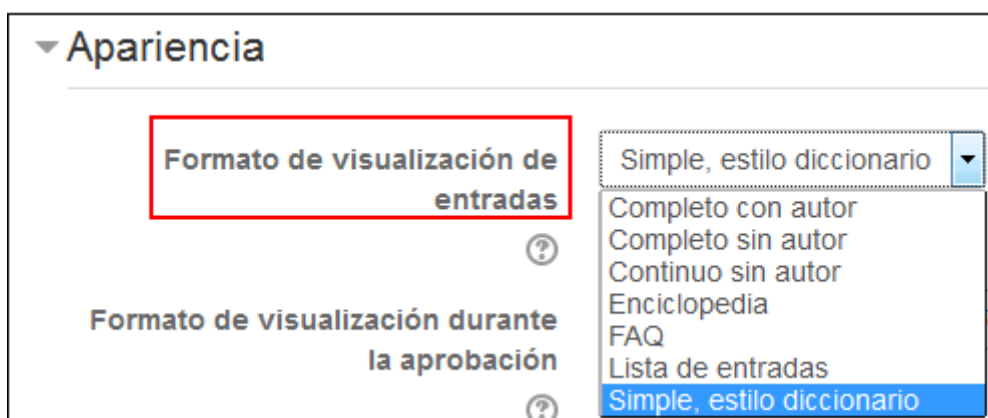 Apariencia
Formato de visualización de
entradas
Simple, estilo diccionario
Completo con autor
Completo sin autor
Continuo sin autor
Enciclopedia
FAQ
Lista de entradas
Simple, estilo diccionario
Formato de visualización durante
la aprobación